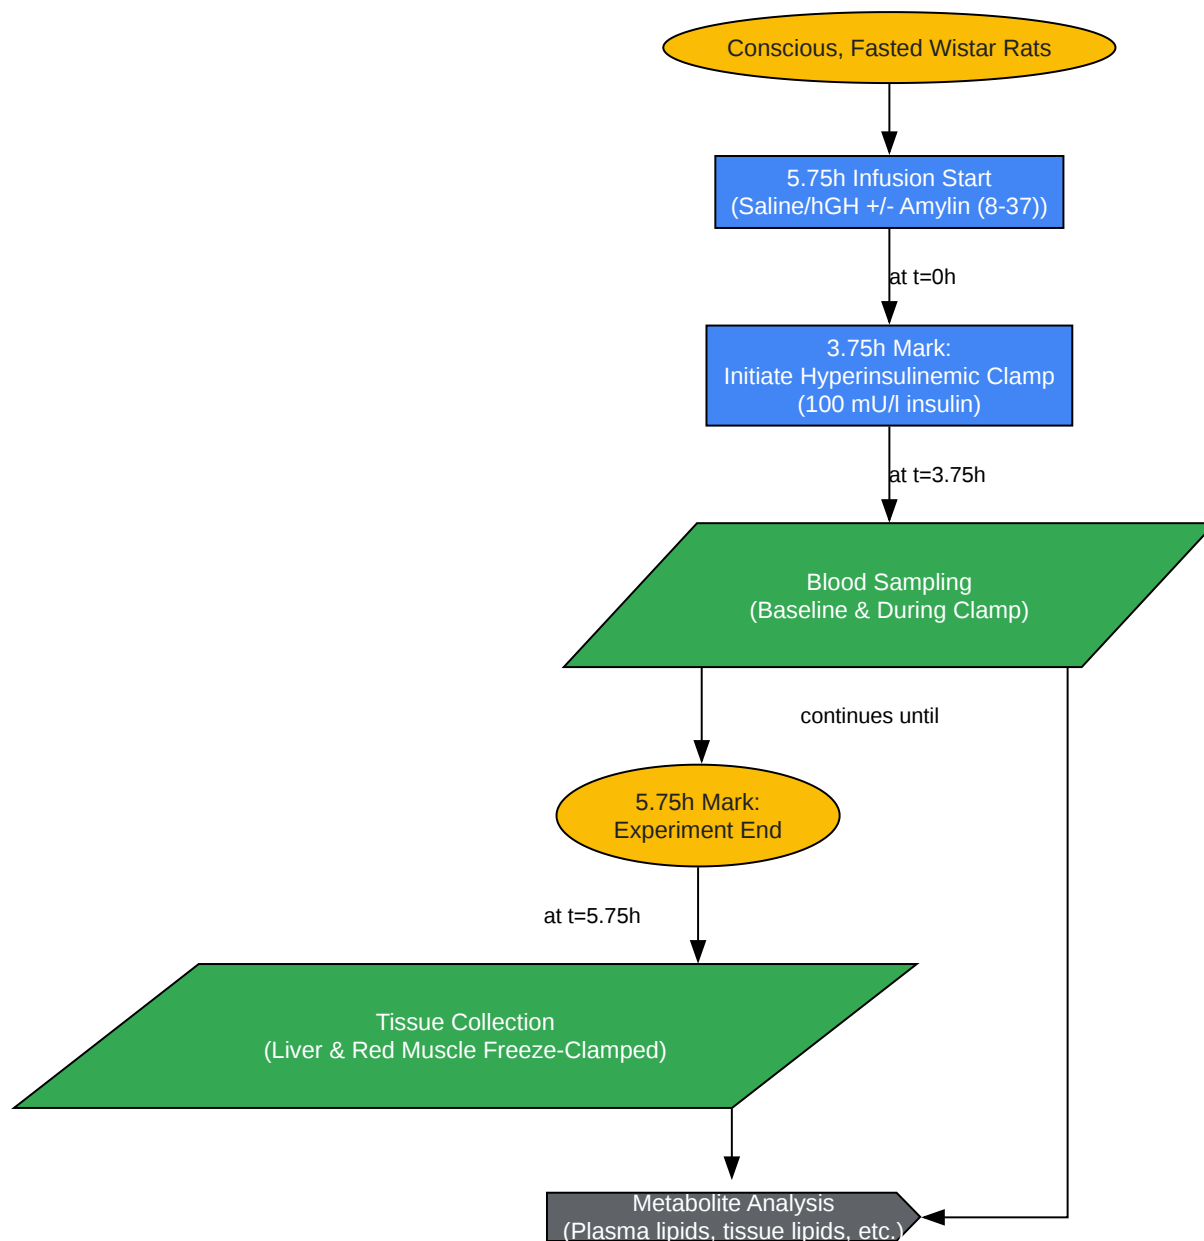 Conscious, Fasted Wistar Rats
5.75h Infusion Start
(Saline/hGH +/- Amylin (8-37))
at t=0h
3.75h Mark:
Initiate Hyperinsulinemic Clamp
(100 mU/l insulin)
at t=3.75h
Blood Sampling
(Baseline & During Clamp)
continues until
5.75h Mark:
Experiment End
at t=5.75h
Tissue Collection
(Liver & Red Muscle Freeze-Clamped)
Metabolite Analysis
(Plasma lipids, tissue lipids, etc.)